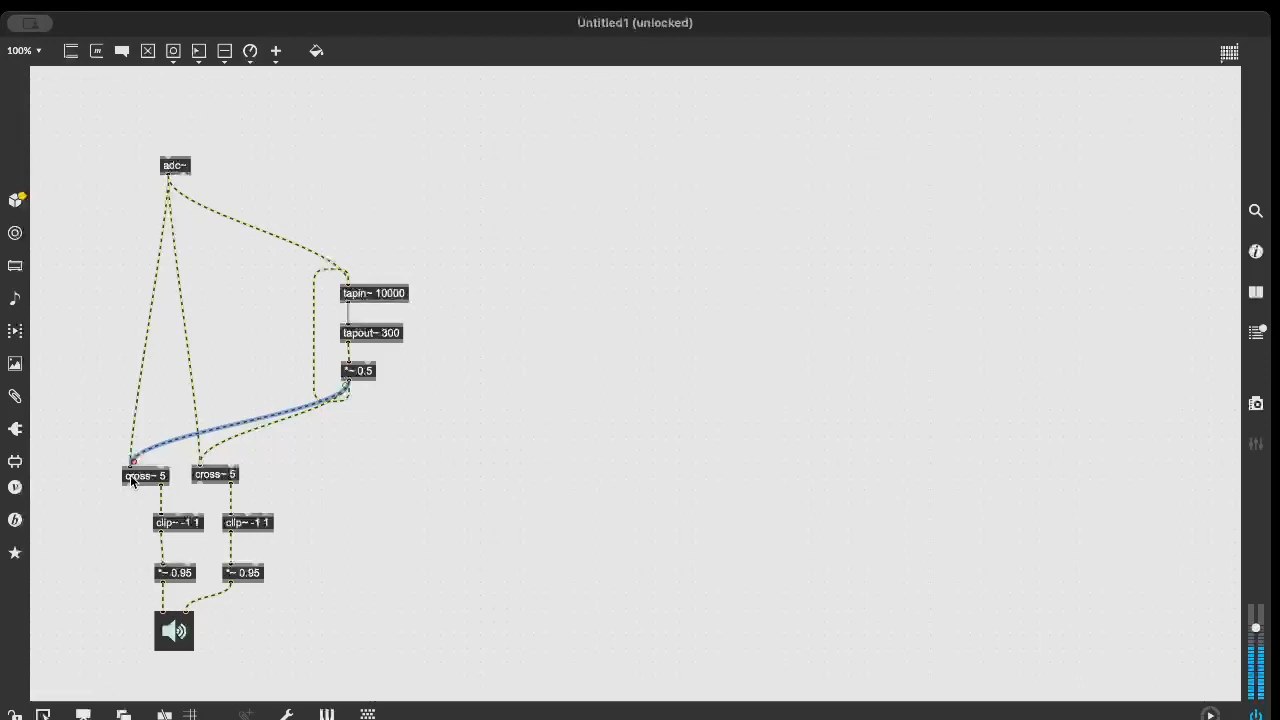 Untitled1 (unlocked)
100%
adc~
tapin~ 10000
tapout~ 300
*~ 0.5
cross~ 5
cross~ 5
clip~ -1 1
clip~ -1 1
*~ 0.95
*~ 0.95